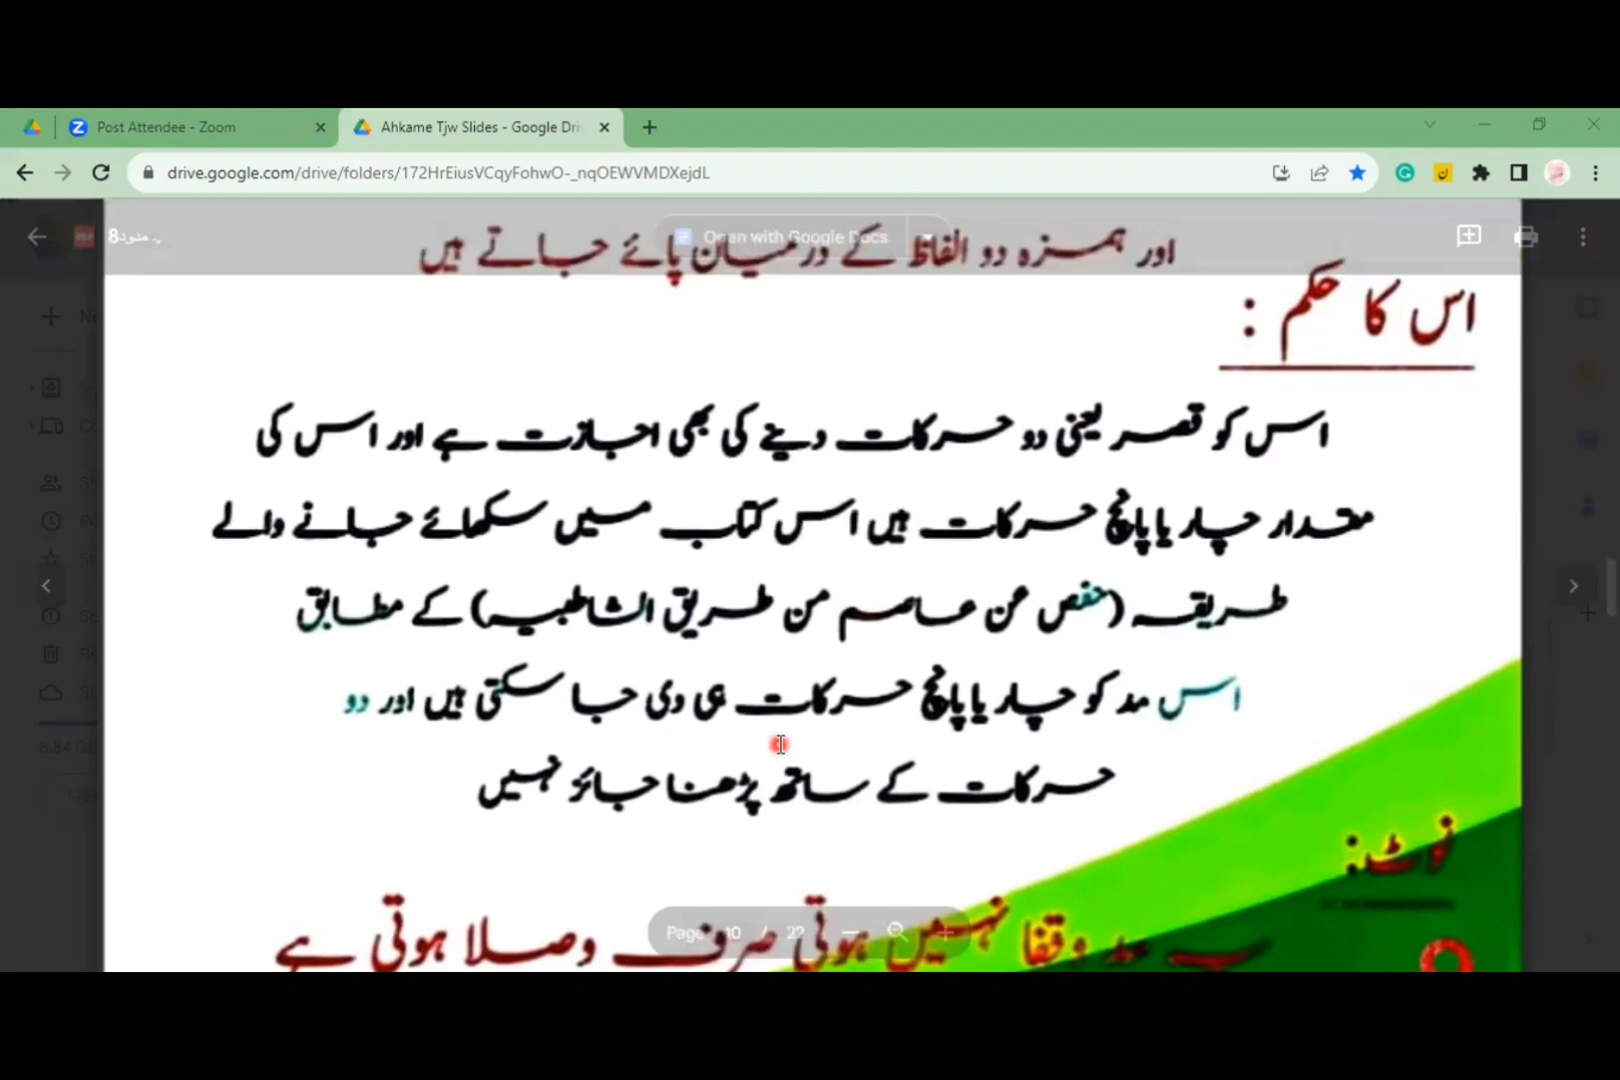 Post Attendee - Zoom
Ahkame Tjw Slides - Google Dri
drive.google.com/drive/folders/172HrEiusVCqyFohwO-_nqOEWVMDXejdL
Open with Google Docs
اور ہمزہ دو الفاظ کے درمیان پائے جاتے ہیں
اس کا حکم :
اس کو قصر یعنی دو حرکات دینے کی بھی اجازت ہے اور اس کی
مقدار چار یا پانچ حرکات ہیں اس کتاب میں سکھائے جانے والے
طریقہ (حفص عن عاصم من طریق الشاطبیہ) کے مطابق
اس مد کو چار یا پانچ حرکات ہی دی جا سکتی ہیں اور دو
حرکات کے ساتھ پڑھنا جائز نہیں
نوٹ:
یہ مد وقفا نہیں ہوتی صرف وصلا ہوتی ہے
Page 10 / 22